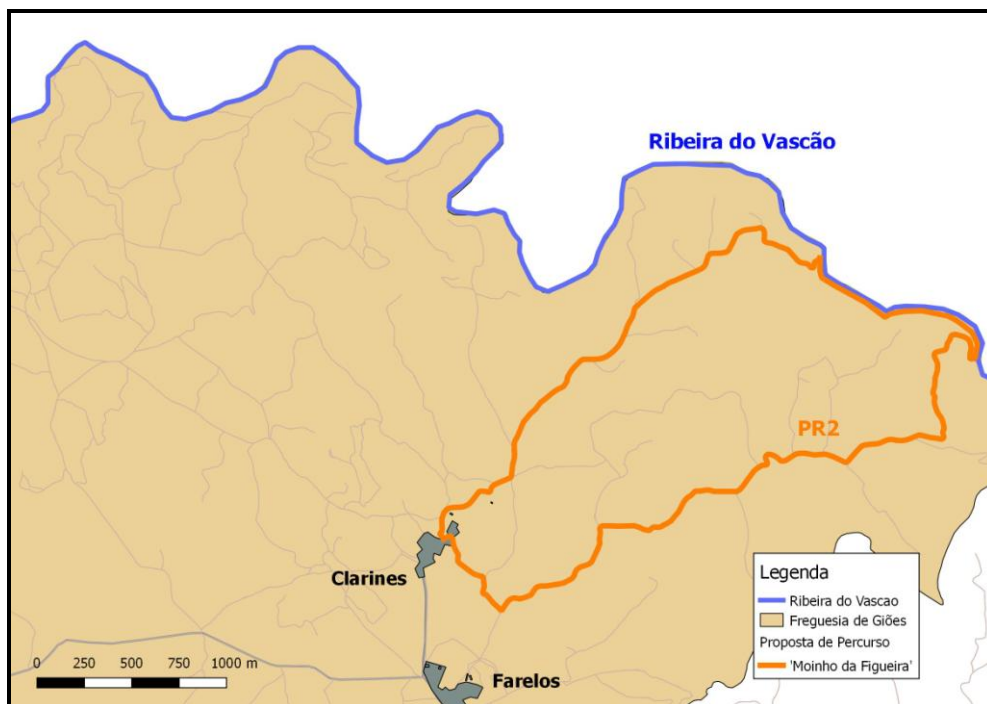 Ribeira do Vascão
PR2
Clarines
Legenda
Ribeira do Vascao
Freguesia de Giões
Proposta de Percurso
'Moinho da Figueira'
0 250 500 750 1000 m
Farelos